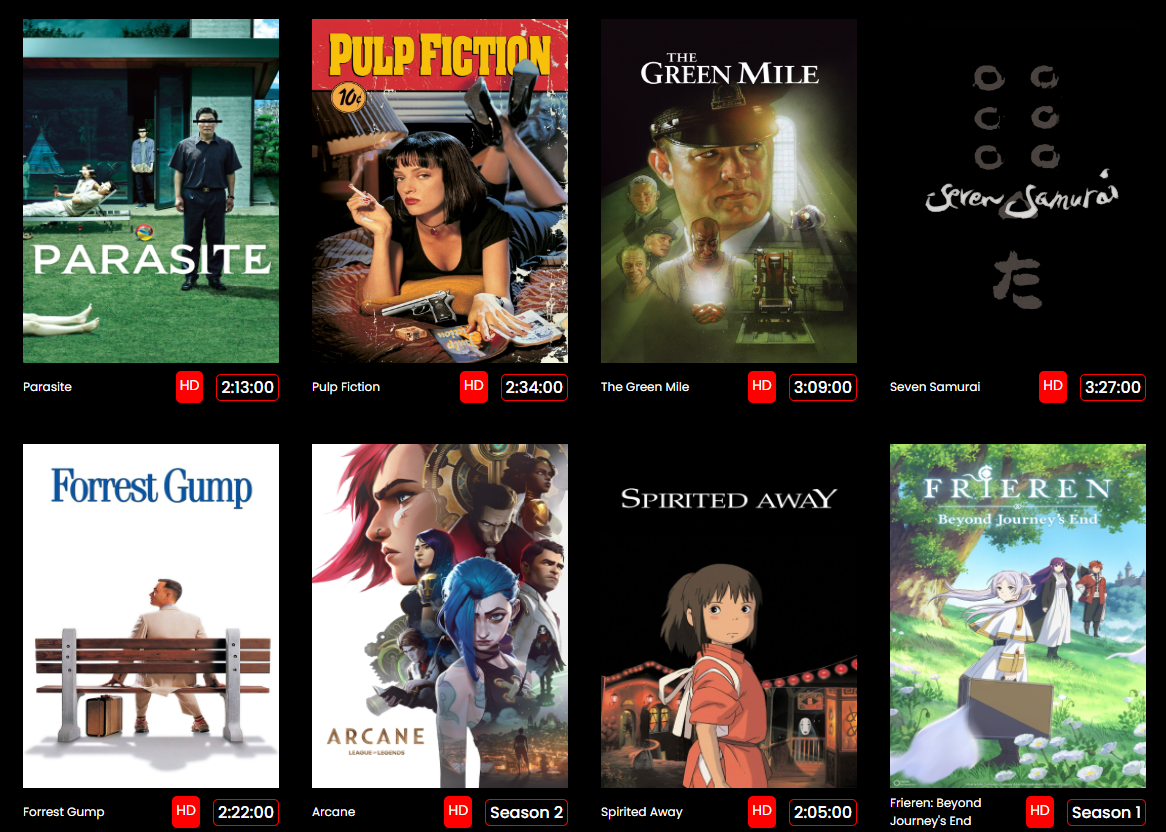 PARASITE
Parasite
HD
2:13:00
PULP FICTION
10¢
Pulp Fiction
HD
2:34:00
THE
GREEN MILE
The Green Mile
HD
3:09:00
Seven Samurai
た
Seven Samurai
HD
3:27:00
Forrest Gump
Forrest Gump
HD
2:22:00
ARCANE
LEAGUE OF LEGENDS
Arcane
HD
Season 2
SPIRITED AWAY
Spirited Away
HD
2:05:00
FRIEREN
Beyond Journey's End
Frieren: Beyond
Journey's End
HD
Season 1